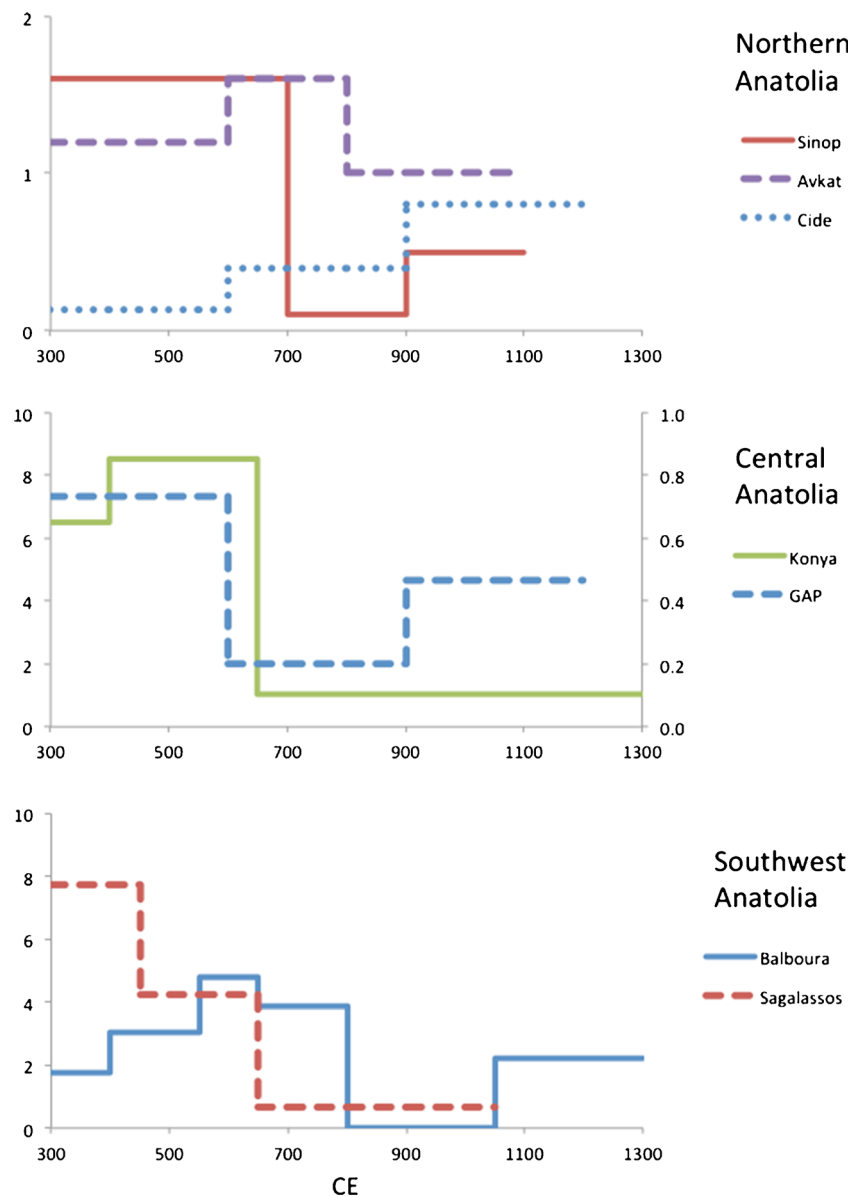 2
1
0
300 500 700 900 1100 1300
Northern
Anatolia
Sinop
Avkat
Cide
10
8
6
4
2
0
1.0
0.8
0.6
0.4
0.2
0.0
300 500 700 900 1100 1300
Central
Anatolia
Konya
GAP
10
8
6
4
2
0
300 500 700 900 1100 1300
CE
Southwest
Anatolia
Balboura
Sagalassos